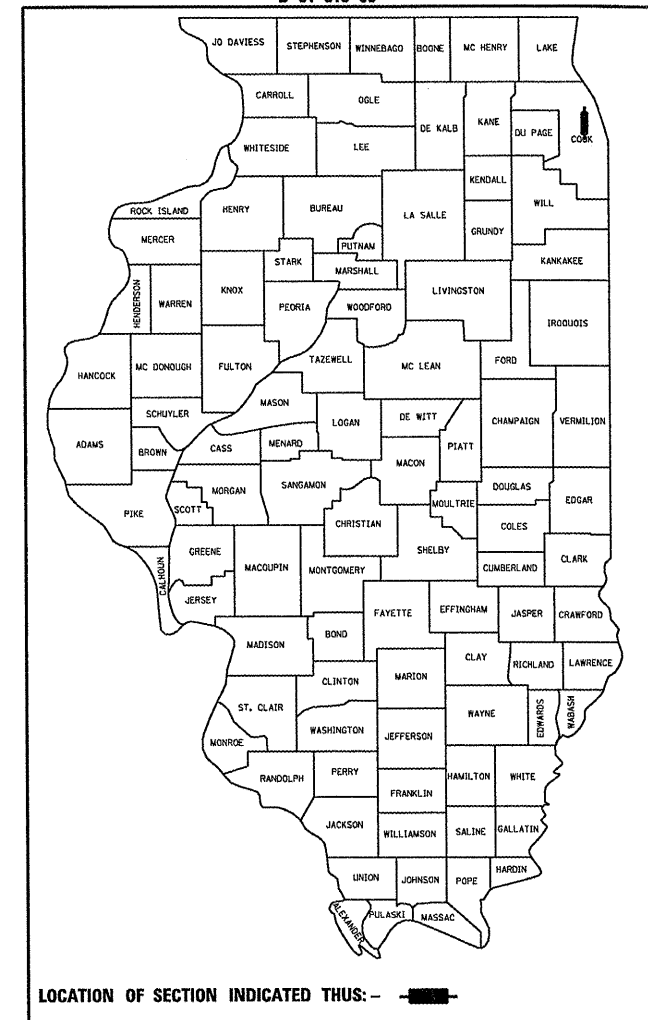 JO DAVIESS STEPHENSON WINNEBAGO BOONE MC HENRY LAKE
CARROLL OGLE DE KALB KANE DU PAGE COOK
WHITESIDE LEE
KENDALL WILL
ROCK ISLAND HENRY BUREAU LA SALLE
MERCER PUTNAM GRUNDY
STARK MARSHALL KANKAKEE
HENDERSON WARREN KNOX PEORIA WOODFORD LIVINGSTON IROQUOIS
HANCOCK MC DONOUGH FULTON TAZEWELL MC LEAN FORD
MASON
SCHUYLER LOGAN DE WITT CHAMPAIGN VERMILION
ADAMS BROWN CASS MENARD PIATT
MACON
PIKE SCOTT MORGAN SANGAMON MOULTRIE DOUGLAS EDGAR
CHRISTIAN COLES
CALHOUN GREENE MACOUPIN MONTGOMERY SHELBY CUMBERLAND CLARK
JERSEY FAYETTE EFFINGHAM JASPER CRAWFORD
MADISON BOND
CLAY RICHLAND LAWRENCE
CLINTON MARION
ST. CLAIR WAYNE EDWARDS WABASH
WASHINGTON JEFFERSON
MONROE
RANDOLPH PERRY HAMILTON WHITE
FRANKLIN
JACKSON WILLIAMSON SALINE GALLATIN
UNION JOHNSON POPE HARDIN
ALEXANDER PULASKI MASSAC
LOCATION OF SECTION INDICATED THUS: –